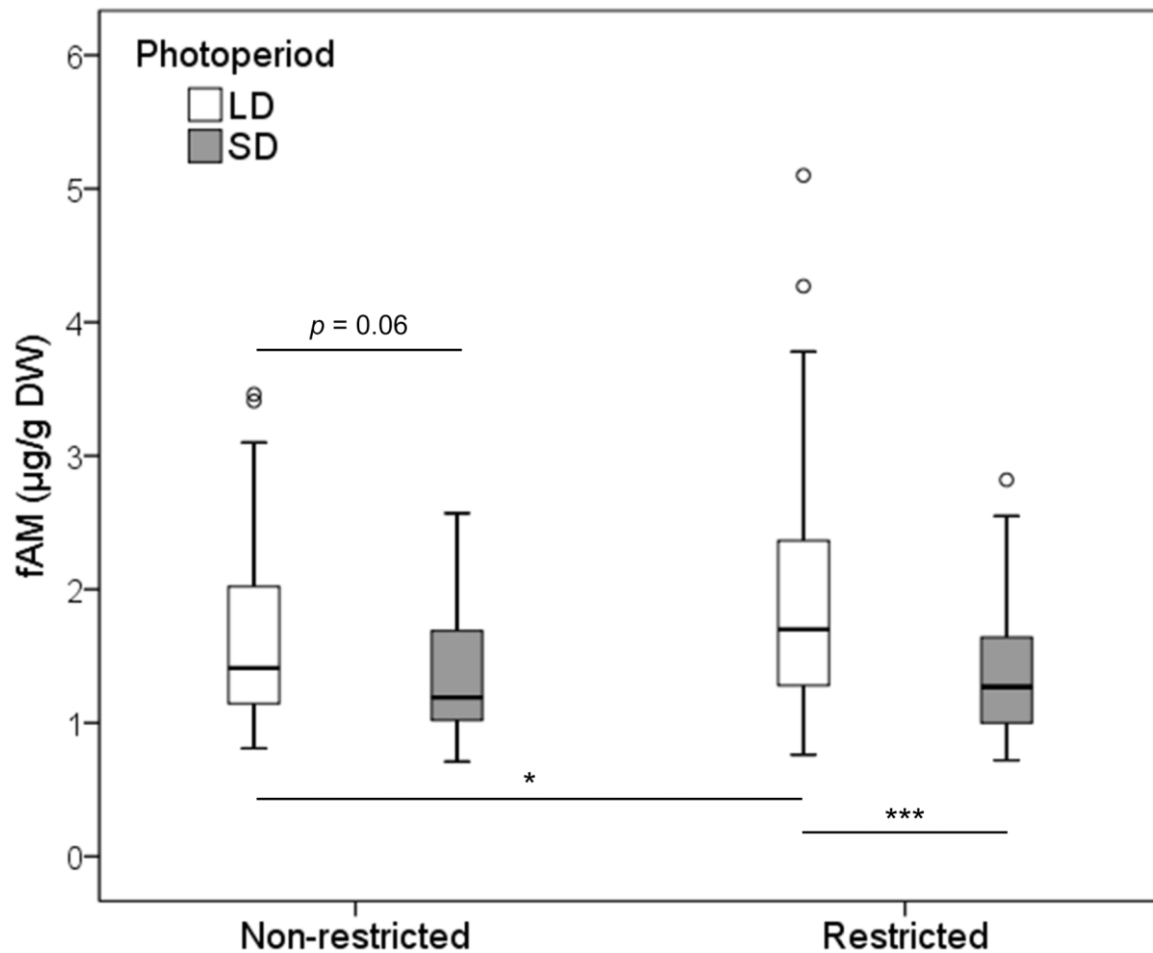 Photoperiod
LD
SD
6
5
4
3
2
1
0
fAM (µg/g DW)
p = 0.06
*
***
Non-restricted
Restricted